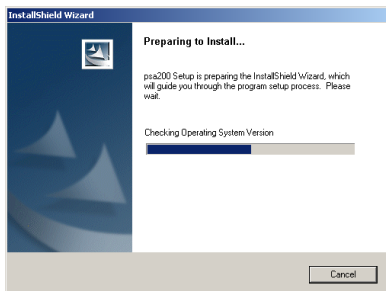 InstallShield Wizard
Preparing to Install...
psa200 Setup is preparing the InstallShield Wizard, which
will guide you through the program setup process. Please
wait.
Checking Operating System Version
Cancel